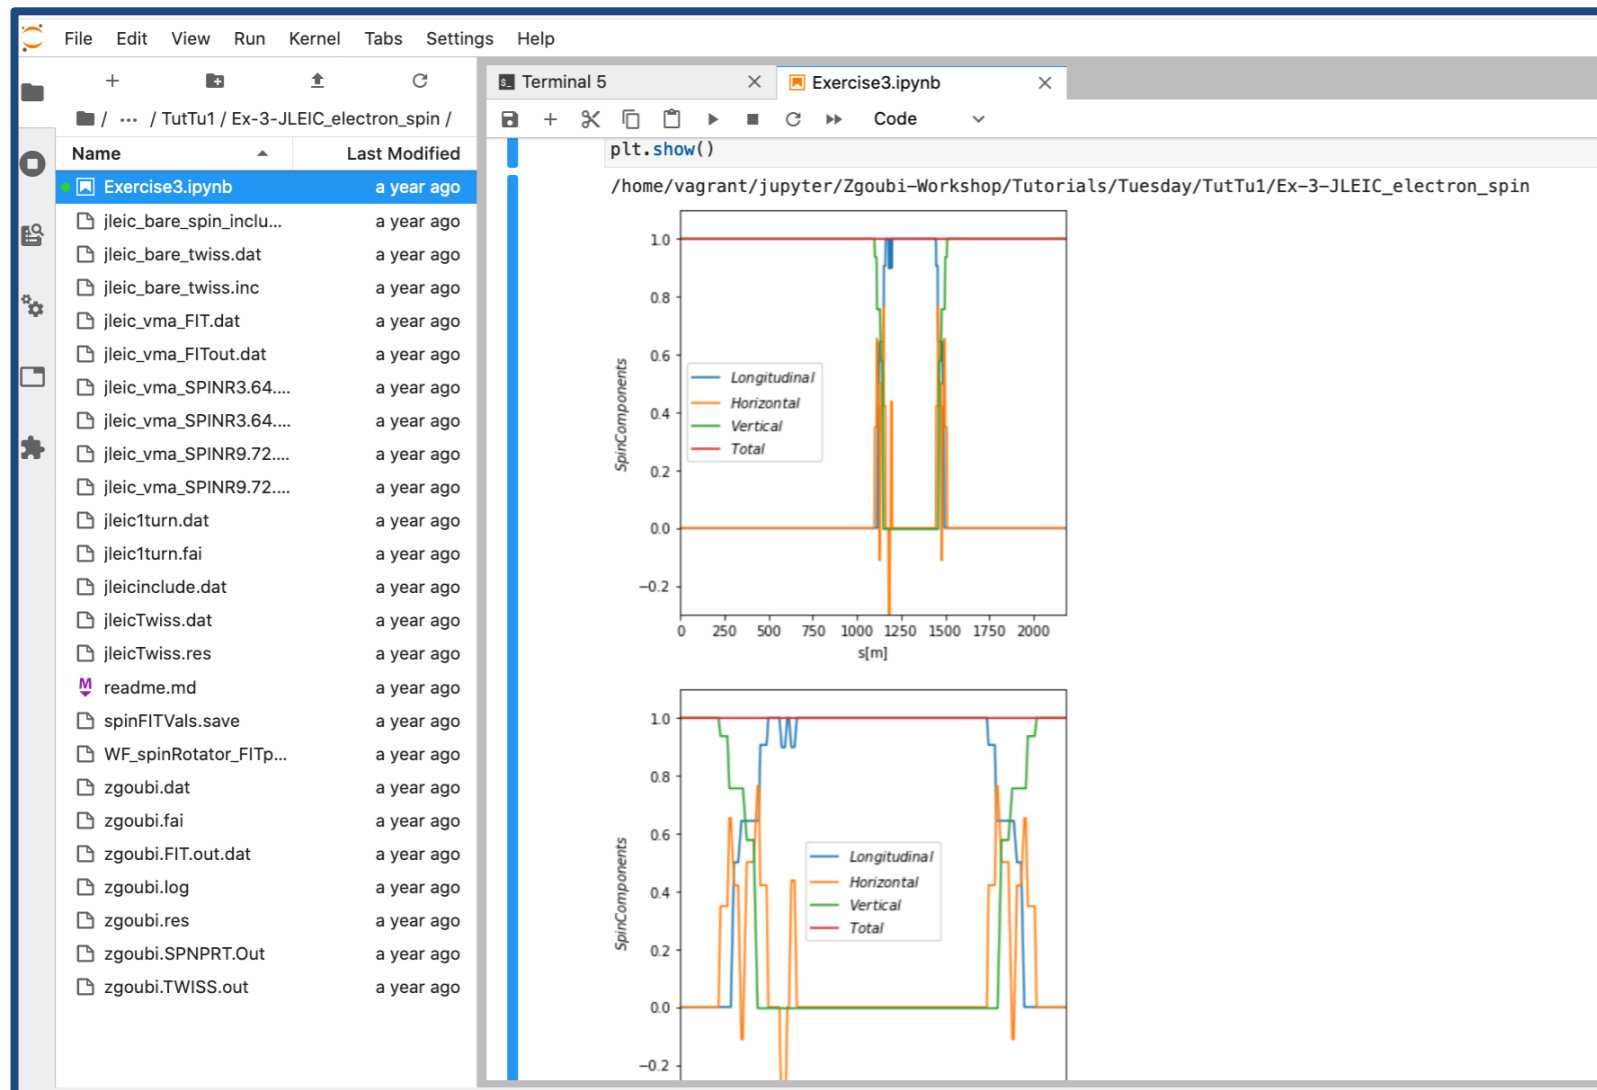 File Edit View Run Kernel Tabs Settings Help
/ ... / TutTu1 / Ex-3-JLEIC_electron_spin /
Name Last Modified
Exercise3.ipynb a year ago
jleic_bare_spin_inclu... a year ago
jleic_bare_twiss.dat a year ago
jleic_bare_twiss.inc a year ago
jleic_vma_FIT.dat a year ago
jleic_vma_FITout.dat a year ago
jleic_vma_SPINR3.64.... a year ago
jleic_vma_SPINR3.64.... a year ago
jleic_vma_SPINR9.72.... a year ago
jleic_vma_SPINR9.72.... a year ago
jleic1turn.dat a year ago
jleic1turn.fai a year ago
jleicinclude.dat a year ago
jleicTwiss.dat a year ago
jleicTwiss.res a year ago
readme.md a year ago
spinFITVals.save a year ago
WF_spinRotator_FITp... a year ago
zgoubi.dat a year ago
zgoubi.fai a year ago
zgoubi.FIT.out.dat a year ago
zgoubi.log a year ago
zgoubi.res a year ago
zgoubi.SPNPRT.Out a year ago
zgoubi.TWISS.out a year ago
Terminal 5
Exercise3.ipynb
Code
plt.show()
/home/vagrant/jupyter/Zgoubi-Workshop/Tutorials/Tuesday/TutTu1/Ex-3-JLEIC_electron_spin
SpinComponents
1.0
0.8
0.6
0.4
0.2
0.0
−0.2
Longitudinal
Horizontal
Vertical
Total
0 250 500 750 1000 1250 1500 1750 2000
s[m]
SpinComponents
1.0
0.8
0.6
0.4
0.2
0.0
−0.2
Longitudinal
Horizontal
Vertical
Total